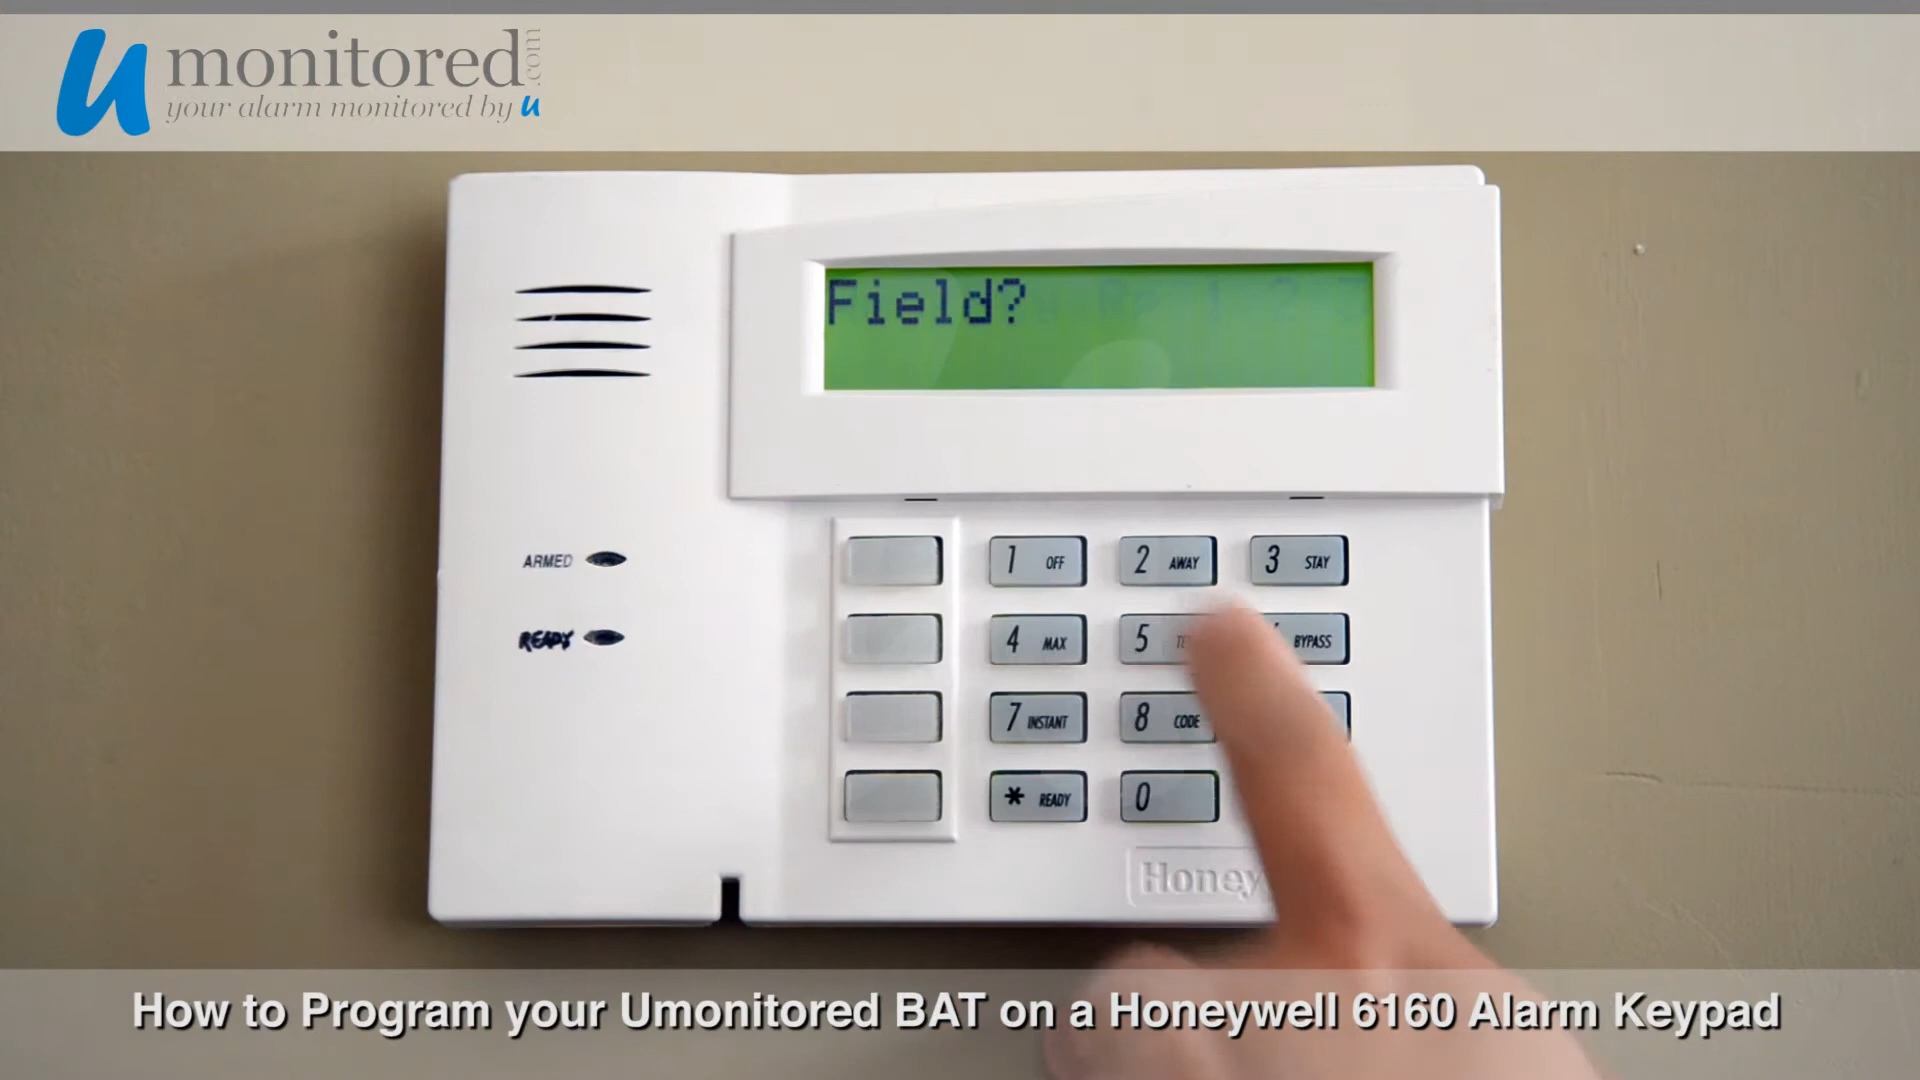 u monitored.com
your alarm monitored by u
Field?
ARMED
READY
1 OFF
2 AWAY
3 STAY
4 MAX
5
BYPASS
7 INSTANT
8 CODE
* READY
0
How to Program your Umonitored BAT on a Honeywell 6160 Alarm Keypad